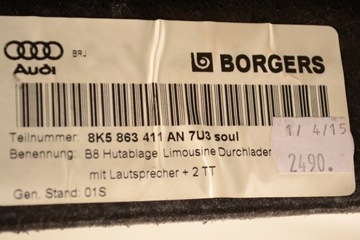 Audi
BRJ
BORGERS
Teilnummer: 8K5 863 411 AN 7U3 soul
Benennung: B8 Hutablage Limousine Durchlader
mit Lautsprecher + 2 TT
Gen. Stand: 01S
1/ 4/15
2490.